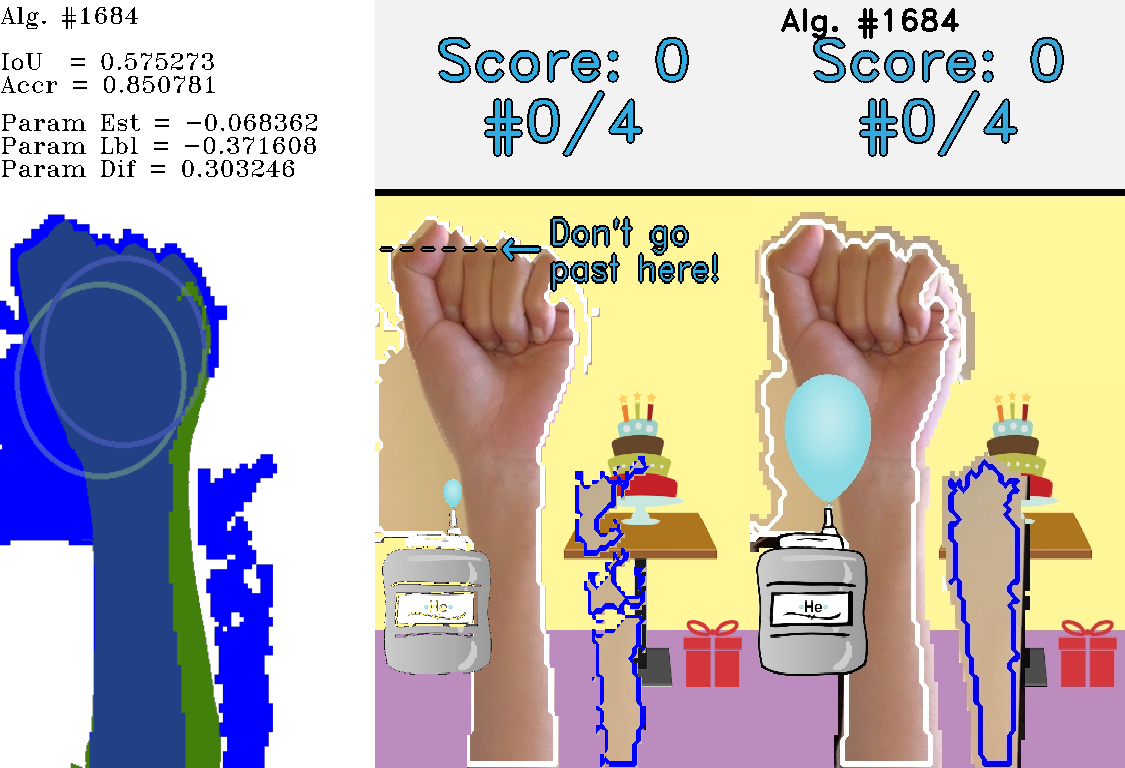 Alg. #1684
IoU = 0.575273
Accr = 0.850781
Param Est = -0.068362
Param Lbl = -0.371608
Param Dif = 0.303246
Score: 0
#0/4
Don't go
past here!
He
Alg. #1684
Score: 0
#0/4
He